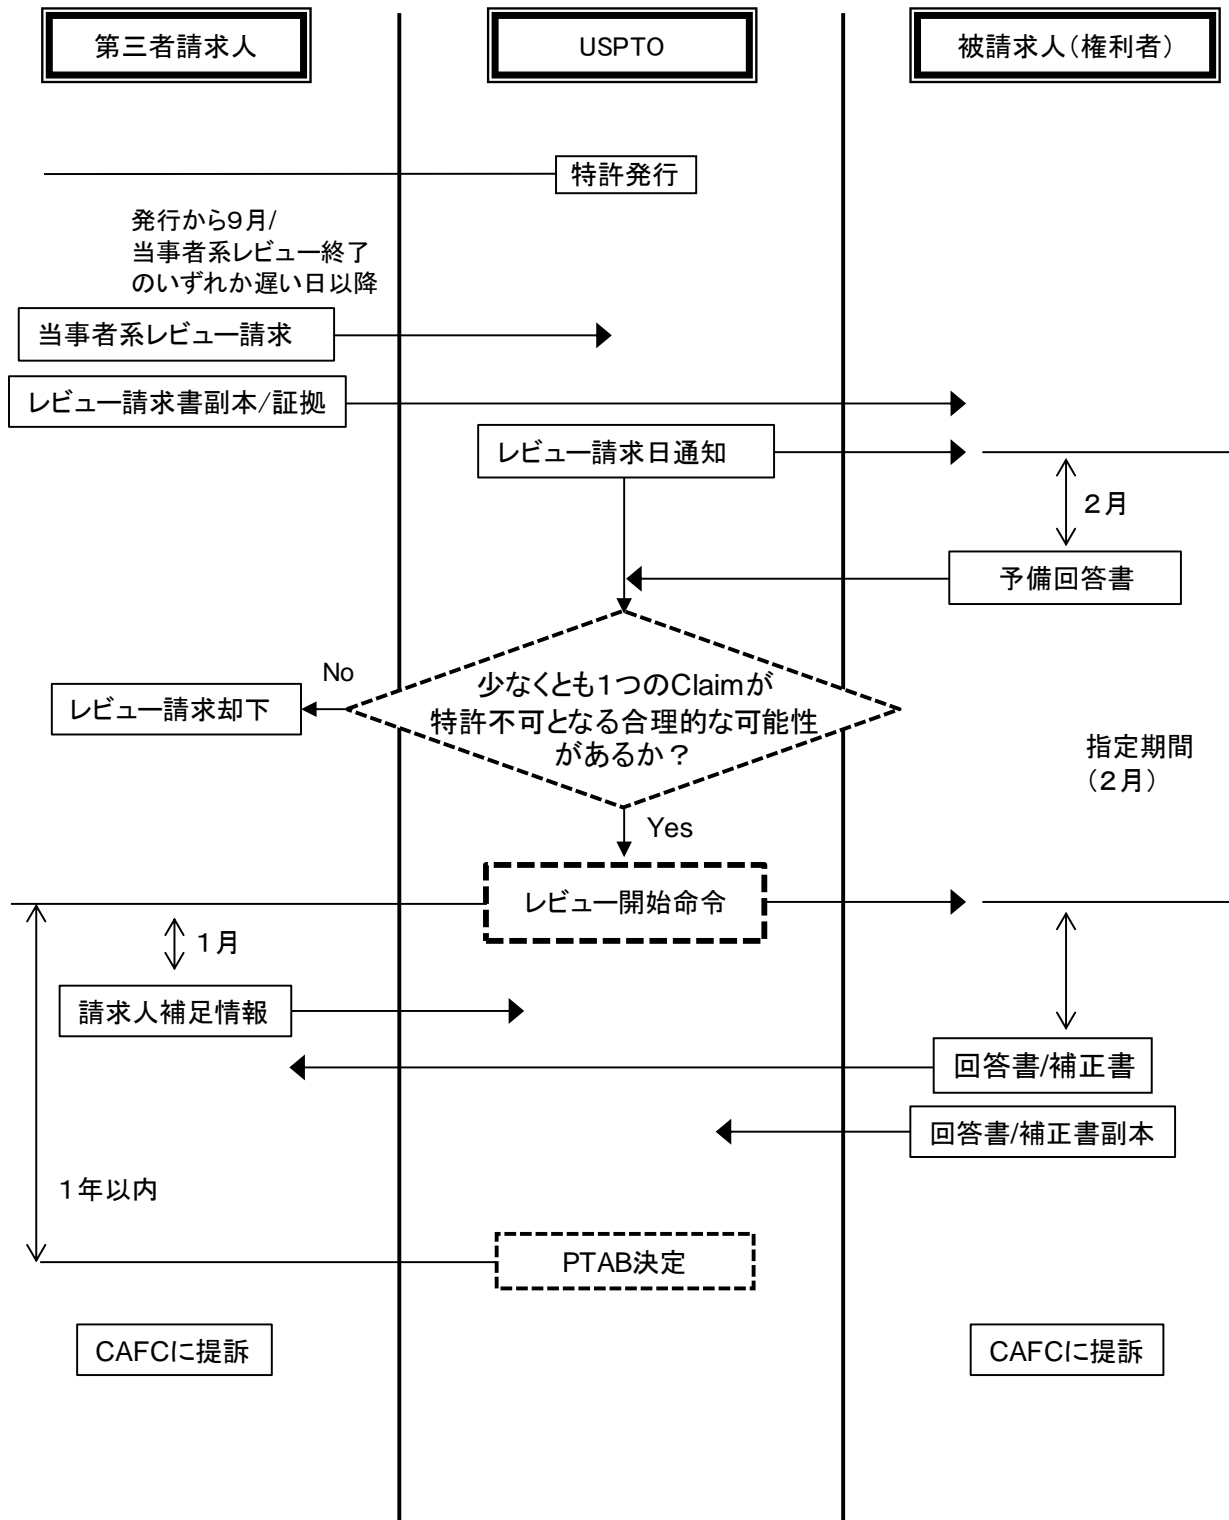 第三者請求人
USPTO
被請求人(権利者)
特許発行
発行から9月/
当事者系レビュー終了
のいずれか遅い日以降
当事者系レビュー請求
レビュー請求書副本/証拠
レビュー請求日通知
2月
予備回答書
No
少なくとも1つのClaimが
特許不可となる合理的な可能性
があるか?
レビュー請求却下
指定期間
(2月)
Yes
レビュー開始命令
1月
請求人補足情報
回答書/補正書
回答書/補正書副本
1年以内
PTAB決定
CAFCに提訴
CAFCに提訴